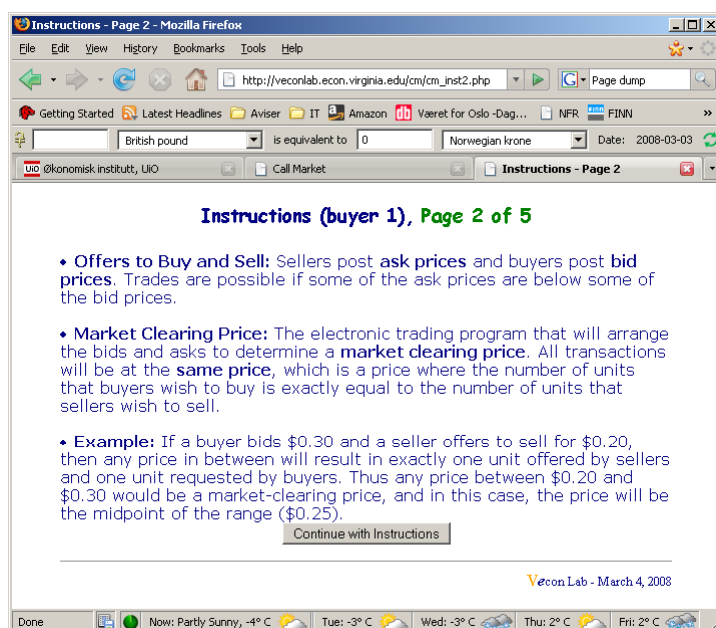 Instructions - Page 2 - Mozilla Firefox
File Edit View History Bookmarks Tools Help
http://veconlab.econ.virginia.edu/cm/cm_inst2.php G Page dump
Getting Started Latest Headlines Aviser IT Amazon Været for Oslo -Dag... NFR FINN »
British pound is equivalent to 0 Norwegian krone Date: 2008-03-03
UiO Økonomisk institutt, UiO Call Market Instructions - Page 2
Instructions (buyer 1), Page 2 of 5
• Offers to Buy and Sell: Sellers post ask prices and buyers post bid
prices. Trades are possible if some of the ask prices are below some of
the bid prices.
• Market Clearing Price: The electronic trading program that will arrange
the bids and asks to determine a market clearing price. All transactions
will be at the same price, which is a price where the number of units
that buyers wish to buy is exactly equal to the number of units that
sellers wish to sell.
• Example: If a buyer bids $0.30 and a seller offers to sell for $0.20,
then any price in between will result in exactly one unit offered by sellers
and one unit requested by buyers. Thus any price between $0.20 and
$0.30 would be a market-clearing price, and in this case, the price will be
the midpoint of the range ($0.25).
Continue with Instructions
Vecon Lab - March 4, 2008
Done Now: Partly Sunny, -4° C Tue: -3° C Wed: -3° C Thu: 2° C Fri: 2° C